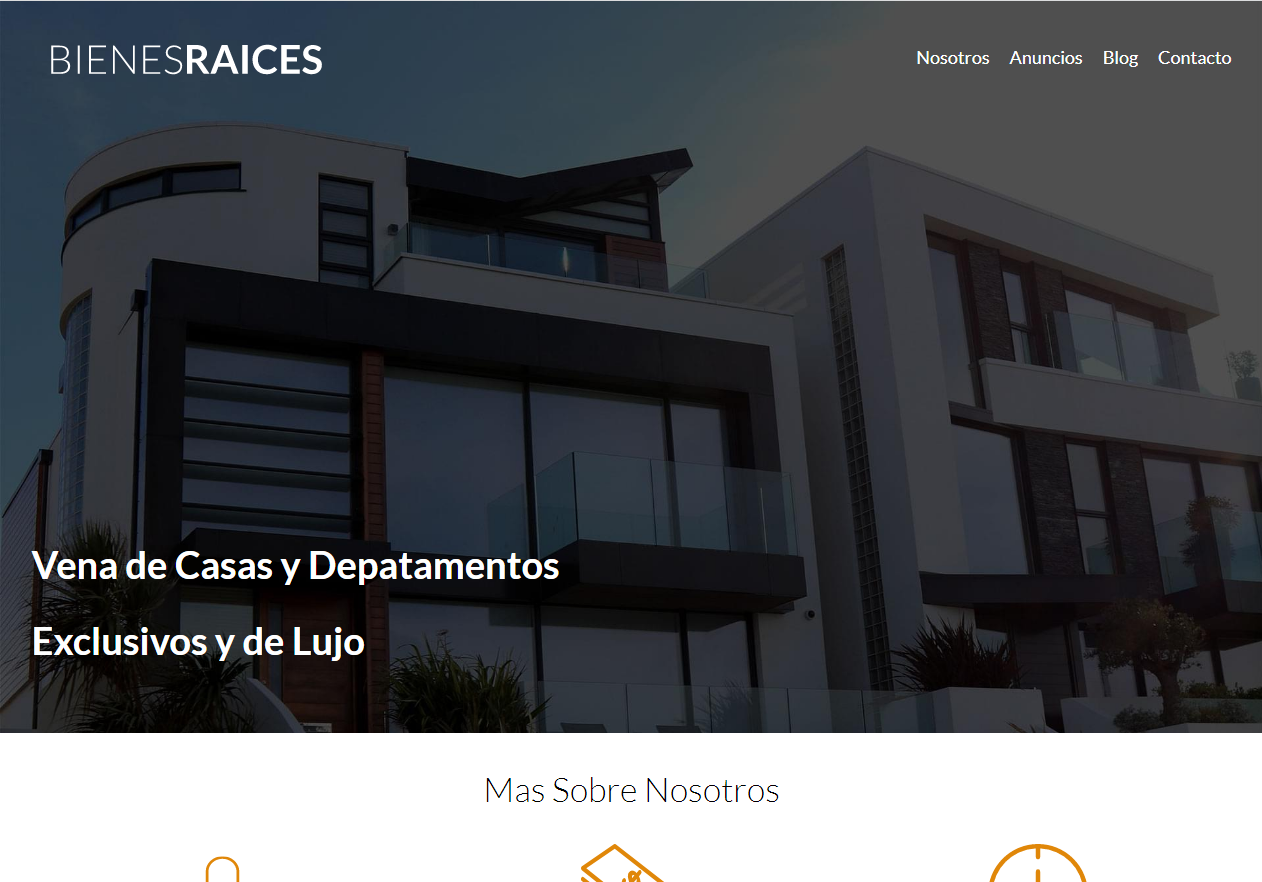 BIENESRAICES
Nosotros Anuncios Blog Contacto
Vena de Casas y Depatamentos
Exclusivos y de Lujo
Mas Sobre Nosotros